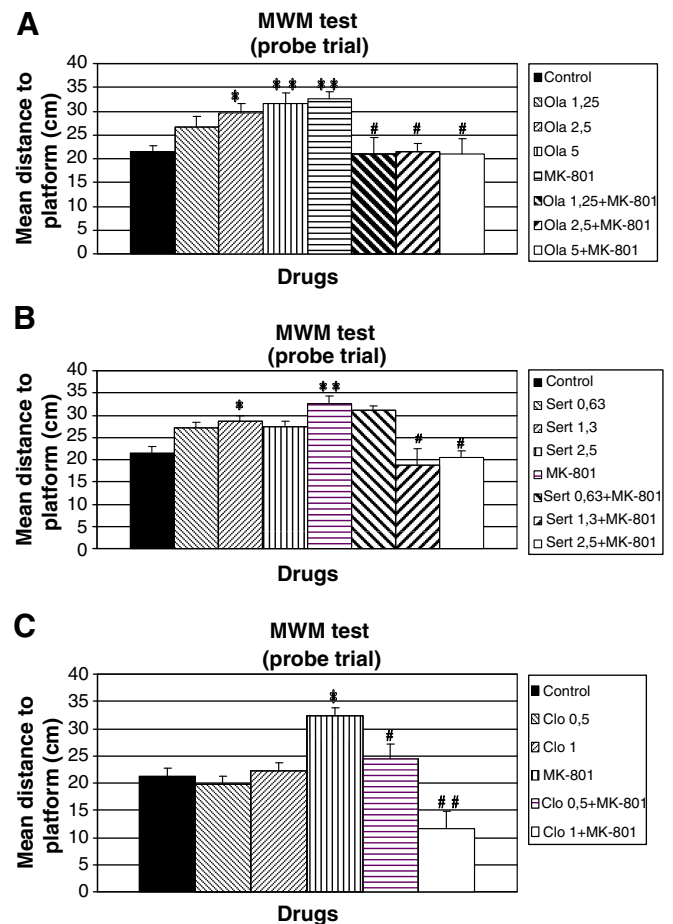 A
MWM test
(probe trial)
Mean distance to
platform (cm)
40
35
30
25
20
15
10
5
0
* * * * *
# # #
Drugs
Control
Ola 1,25
Ola 2,5
Ola 5
MK-801
Ola 1,25+MK-801
Ola 2,5+MK-801
Ola 5+MK-801
B
MWM test
(probe trial)
Mean distance to
platform (cm)
40
35
30
25
20
15
10
5
0
* * *
# #
Drugs
Control
Sert 0,63
Sert 1,3
Sert 2,5
MK-801
Sert 0,63+MK-801
Sert 1,3+MK-801
Sert 2,5+MK-801
C
MWM test
(probe trial)
Mean distance to
platform (cm)
40
35
30
25
20
15
10
5
0
*
# # #
Drugs
Control
Clo 0,5
Clo 1
MK-801
Clo 0,5+MK-801
Clo 1+MK-801